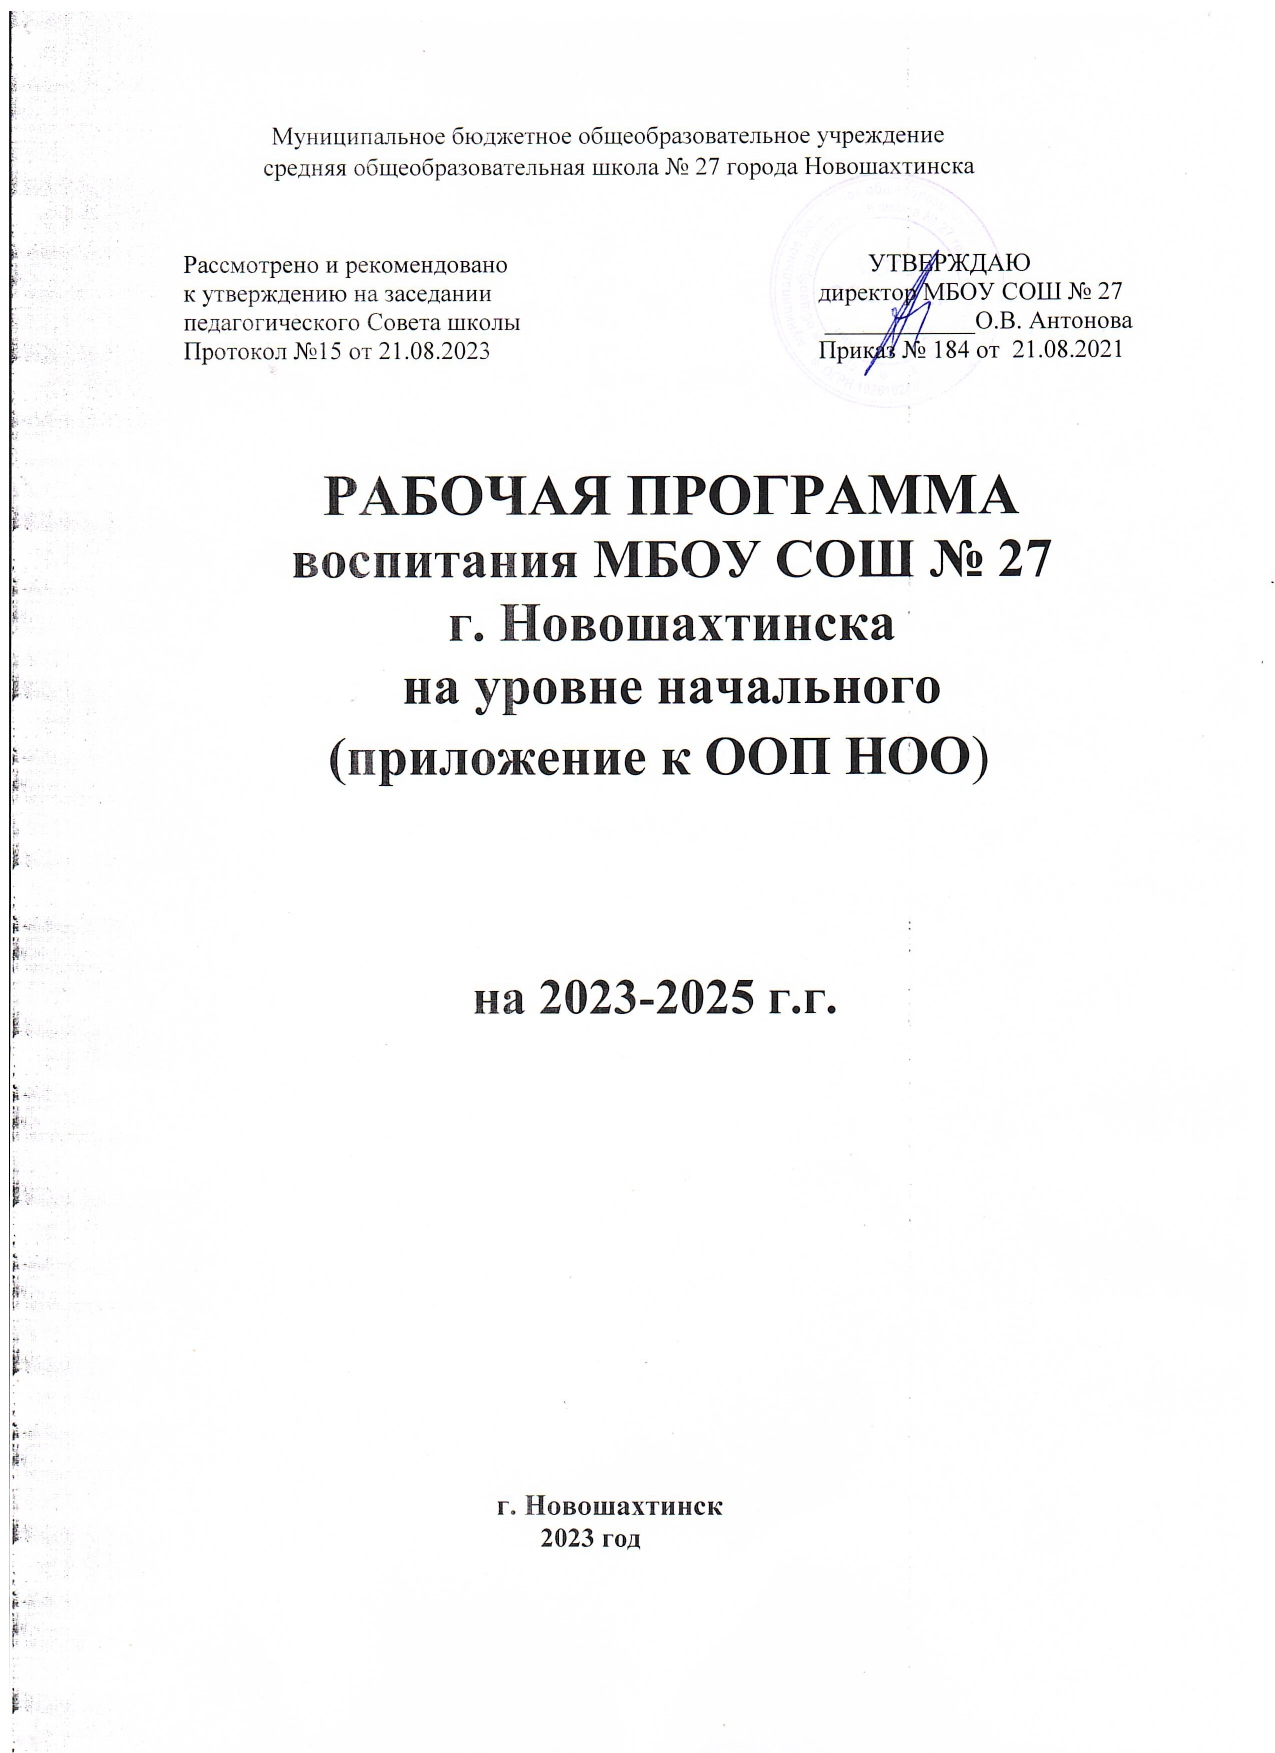 Муниципальное бюджетное общеобразовательное учреждение
средняя общеобразовательная школа № 27 города Новошахтинска
Рассмотрено и рекомендовано
к утверждению на заседании
педагогического Совета школы
Протокол №15 от 21.08.2023
УТВЕРЖДАЮ
директор МБОУ СОШ № 27
____________О.В. Антонова
Приказ № 184 от 21.08.2021
РАБОЧАЯ ПРОГРАММА
воспитания МБОУ СОШ № 27
г. Новошахтинска
на уровне начального
(приложение к ООП НОО)
на 2023-2025 г.г.
г. Новошахтинск
2023 год